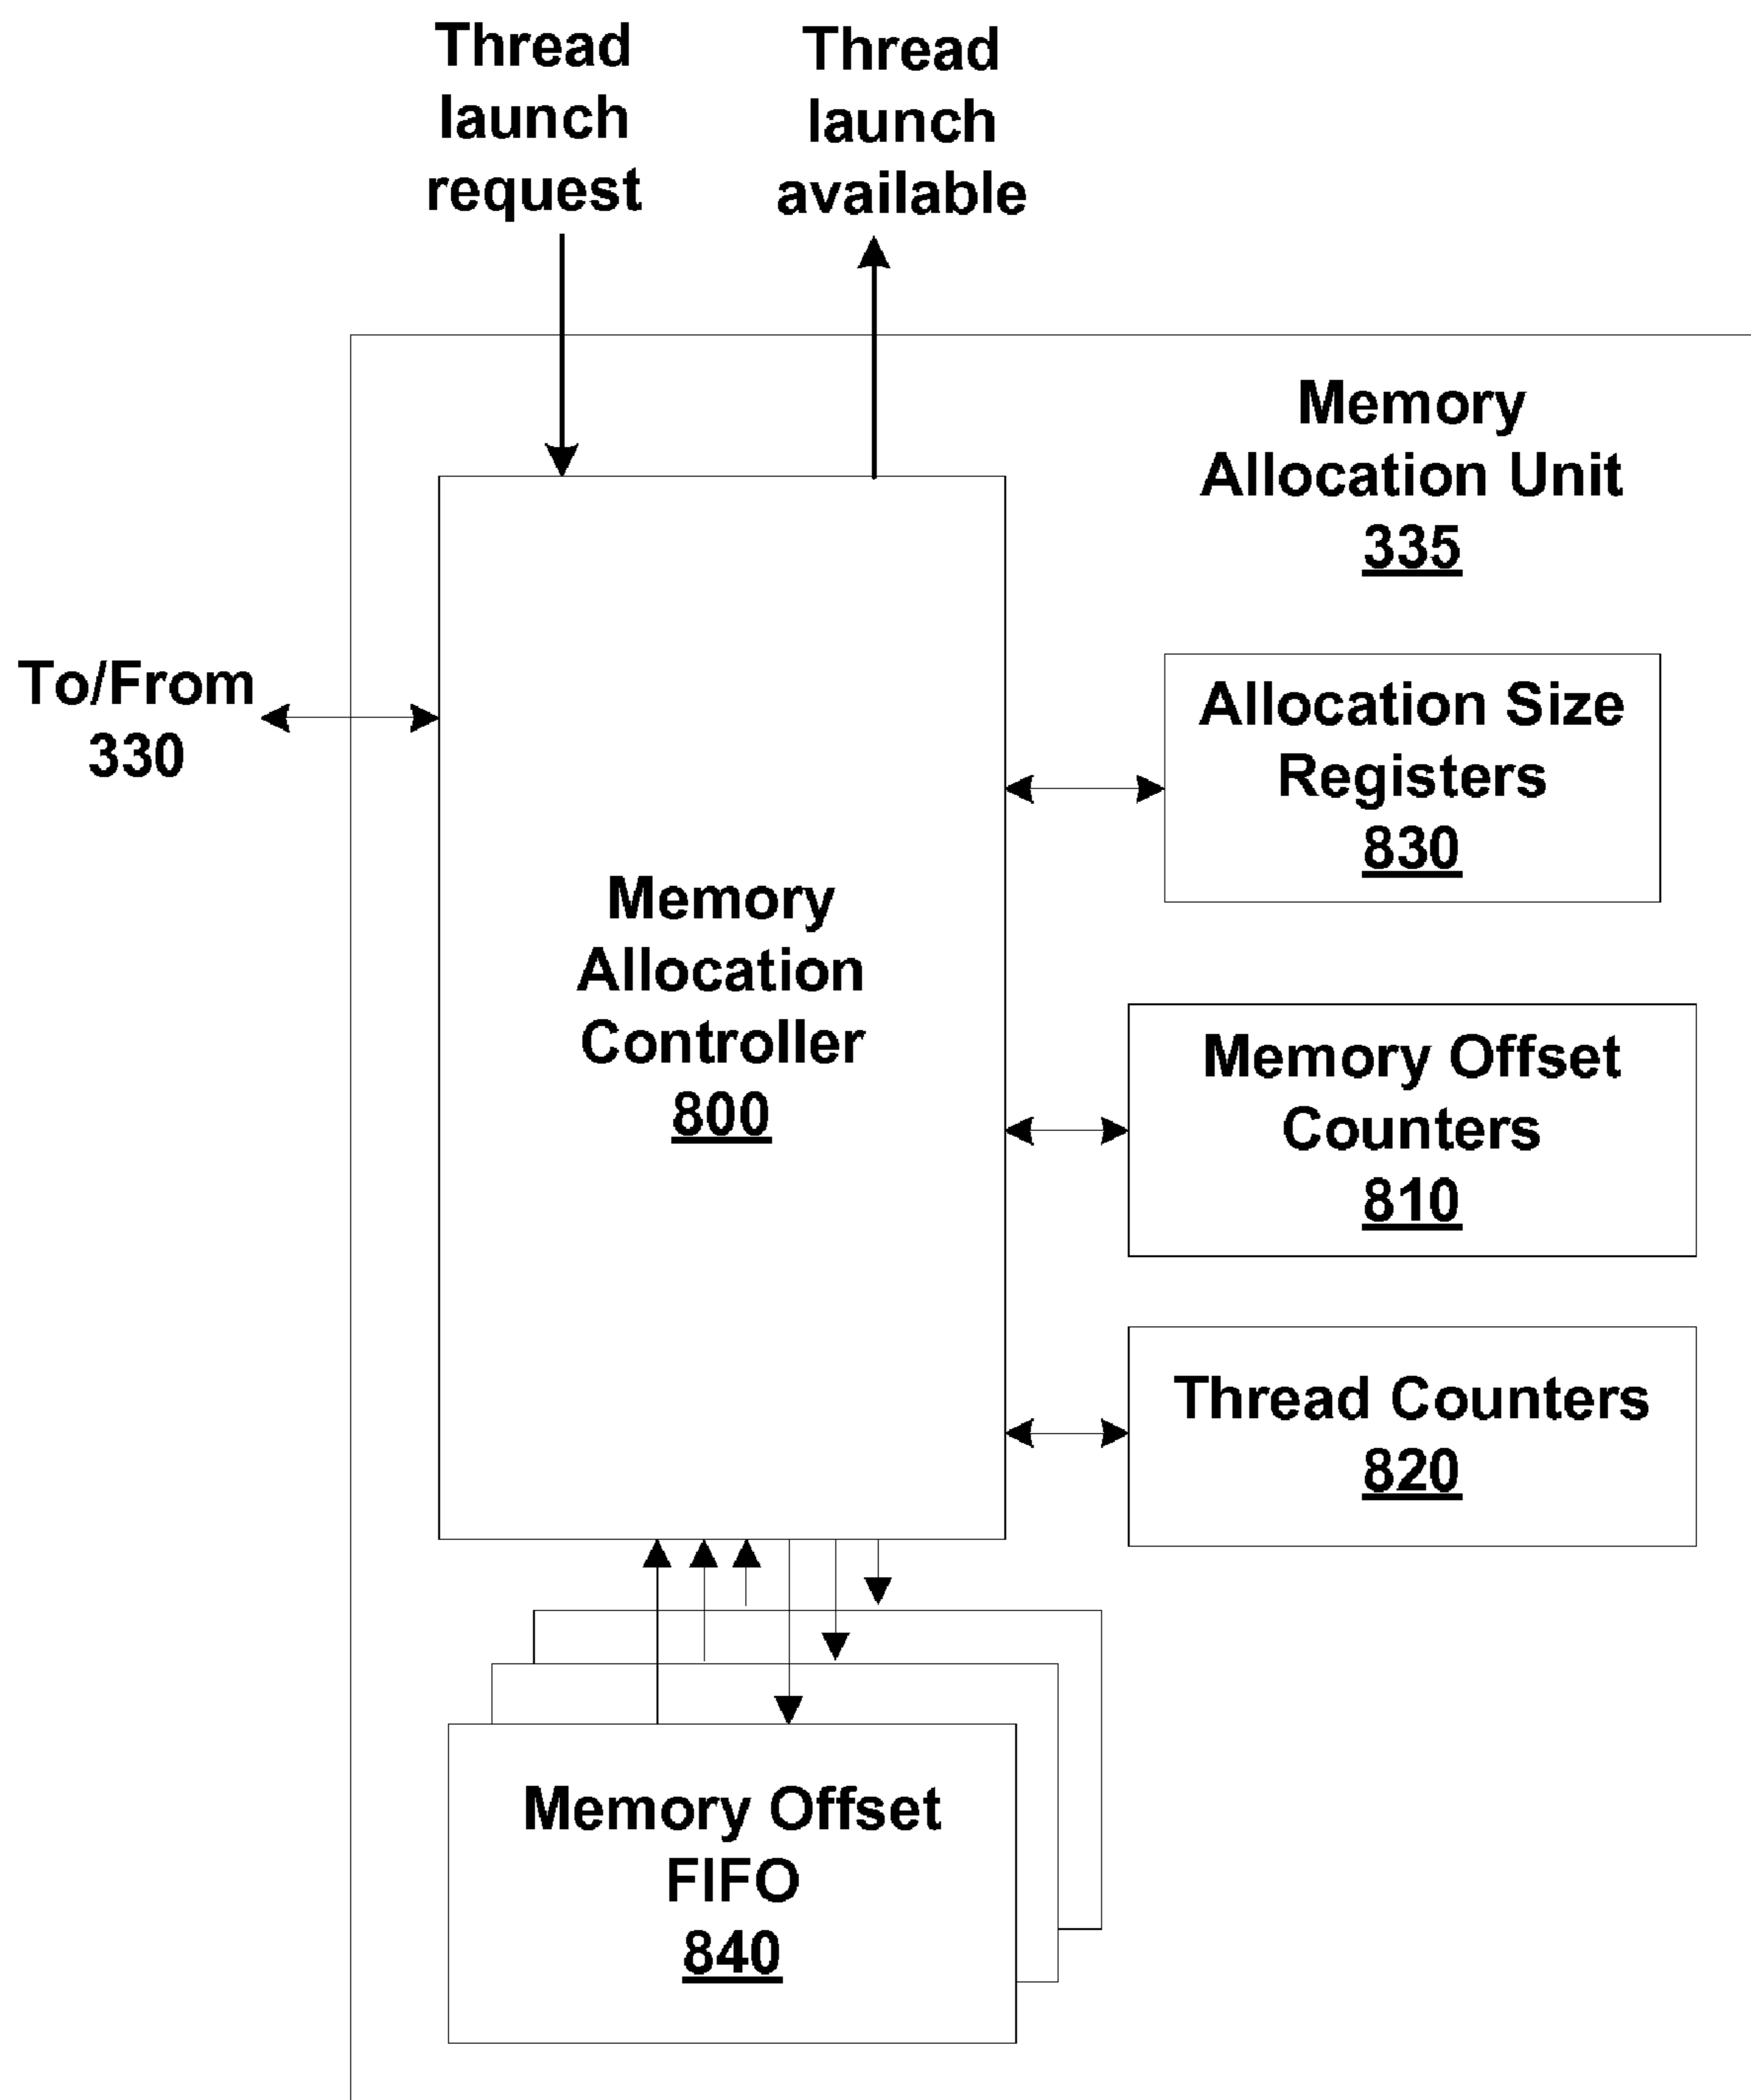 Thread
launch
request
Thread
launch
available
Memory
Allocation Unit
335
To/From
330
Allocation Size
Registers
830
Memory
Allocation
Controller
800
Memory Offset
Counters
810
Thread Counters
820
Memory Offset
FIFO
840